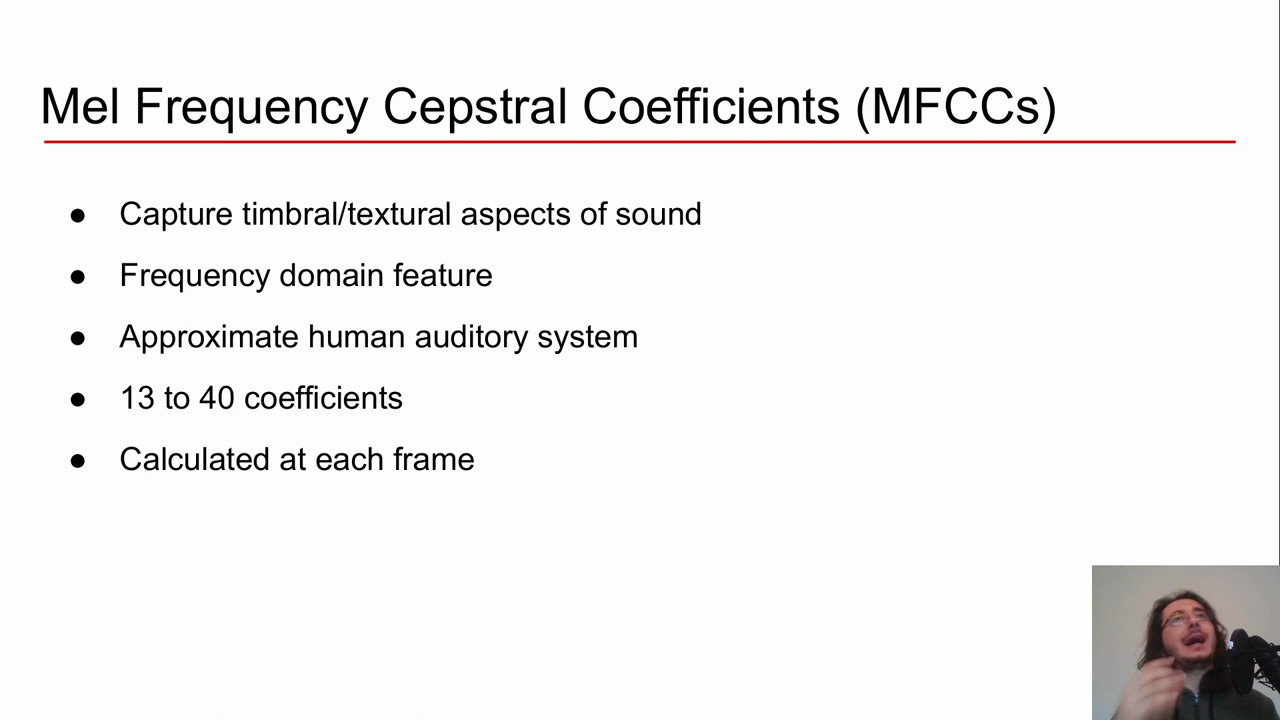 Mel Frequency Cepstral Coefficients (MFCCs)
● Capture timbral/textural aspects of sound
● Frequency domain feature
● Approximate human auditory system
● 13 to 40 coefficients
● Calculated at each frame